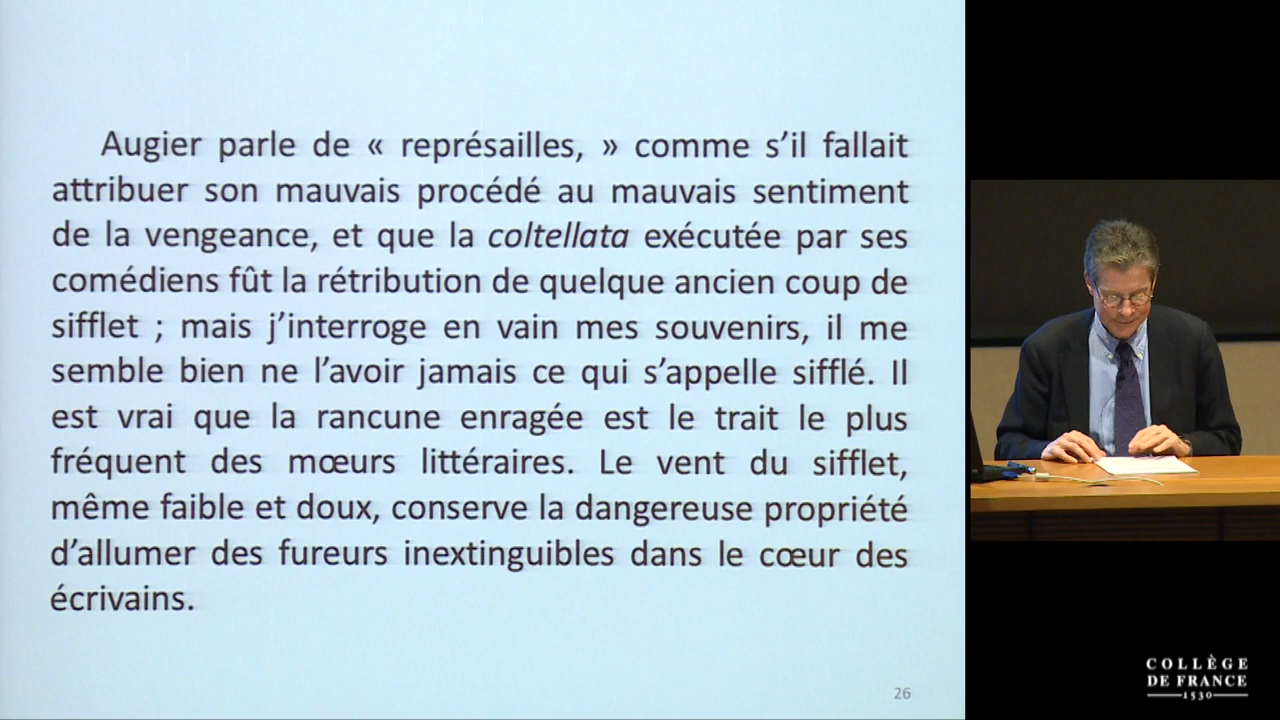 Augier parle de « représailles, » comme s’il fallait
attribuer son mauvais procédé au mauvais sentiment
de la vengeance, et que la coltellata exécutée par ses
comédiens fût la rétribution de quelque ancien coup de
sifflet ; mais j’interroge en vain mes souvenirs, il me
semble bien ne l’avoir jamais ce qui s’appelle sifflé. Il
est vrai que la rancune enragée est le trait le plus
fréquent des mœurs littéraires. Le vent du sifflet,
même faible et doux, conserve la dangereuse propriété
d’allumer des fureurs inextinguibles dans le cœur des
écrivains.
26
COLLÈGE
DE FRANCE
1530